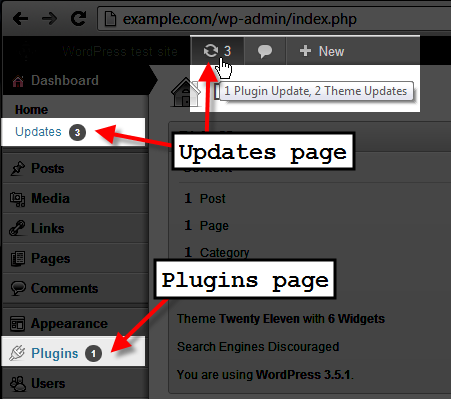 example.com/wp-admin/index.php
WordPress test site 3 New
1 Plugin Update, 2 Theme Updates
Dashboard
Home
Updates 3
Updates page
Posts
Media
Links
Pages
Comments
Content
1 Post
1 Page
1 Category
Plugins page
Appearance
Plugins 1
Users
Theme Twenty Eleven with 6 Widgets
Search Engines Discouraged
You are using WordPress 3.5.1.